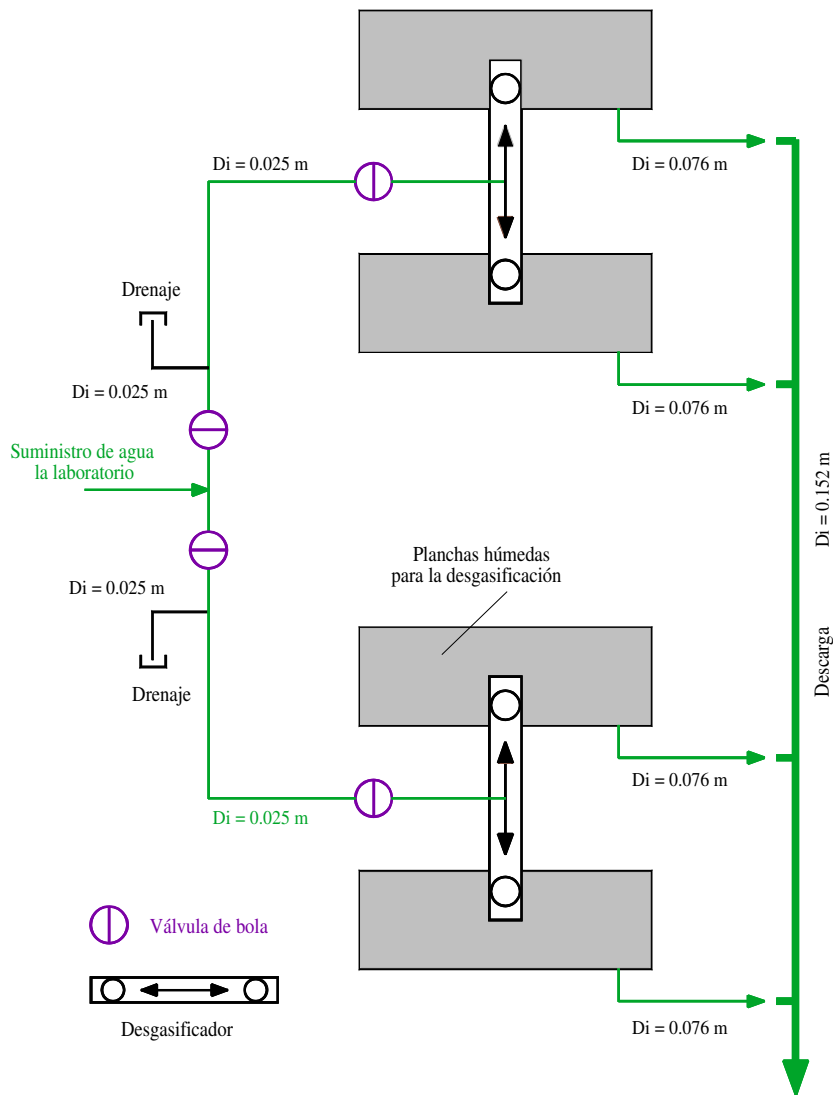 Di = 0.025 m
Di = 0.076 m
Drenaje
Di = 0.025 m
Di = 0.076 m
Suministro de agua
la laboratorio
Di = 0.152 m
Di = 0.025 m
Planchas húmedas
para la desgasificación
Descarga
Drenaje
Di = 0.076 m
Di = 0.025 m
Válvula de bola
Desgasificador
Di = 0.076 m